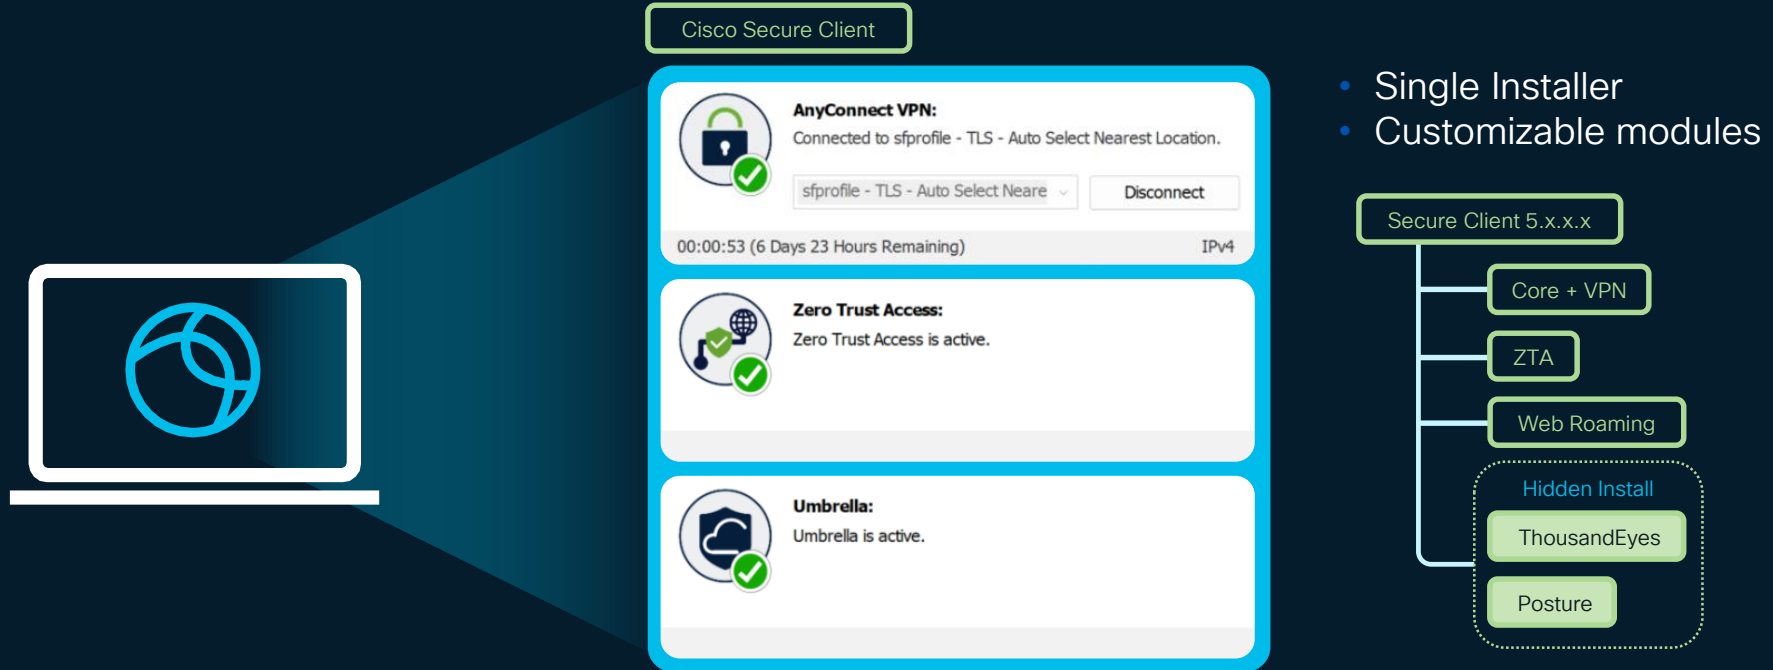 Cisco Secure Client
AnyConnect VPN:
Connected to sfprofile - TLS - Auto Select Nearest Location.
sfprofile - TLS - Auto Select Neare
Disconnect
00:00:53 (6 Days 23 Hours Remaining)
IPv4
Zero Trust Access:
Zero Trust Access is active.
Umbrella:
Umbrella is active.
• Single Installer
• Customizable modules
Secure Client 5.x.x.x
Core + VPN
ZTA
Web Roaming
Hidden Install
ThousandEyes
Posture